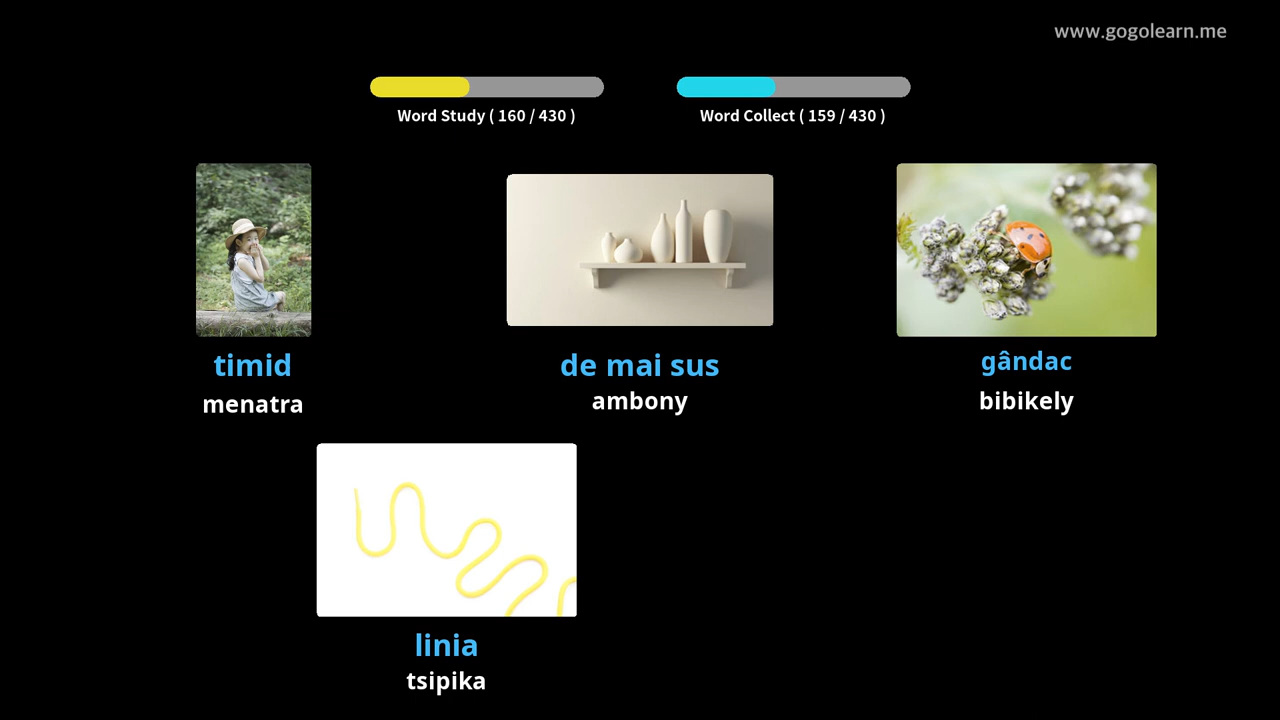 www.gogolearn.me
Word Study ( 160 / 430 )
Word Collect ( 159 / 430 )
timid
menatra
de mai sus
ambony
gândac
bibikely
linia
tsipika